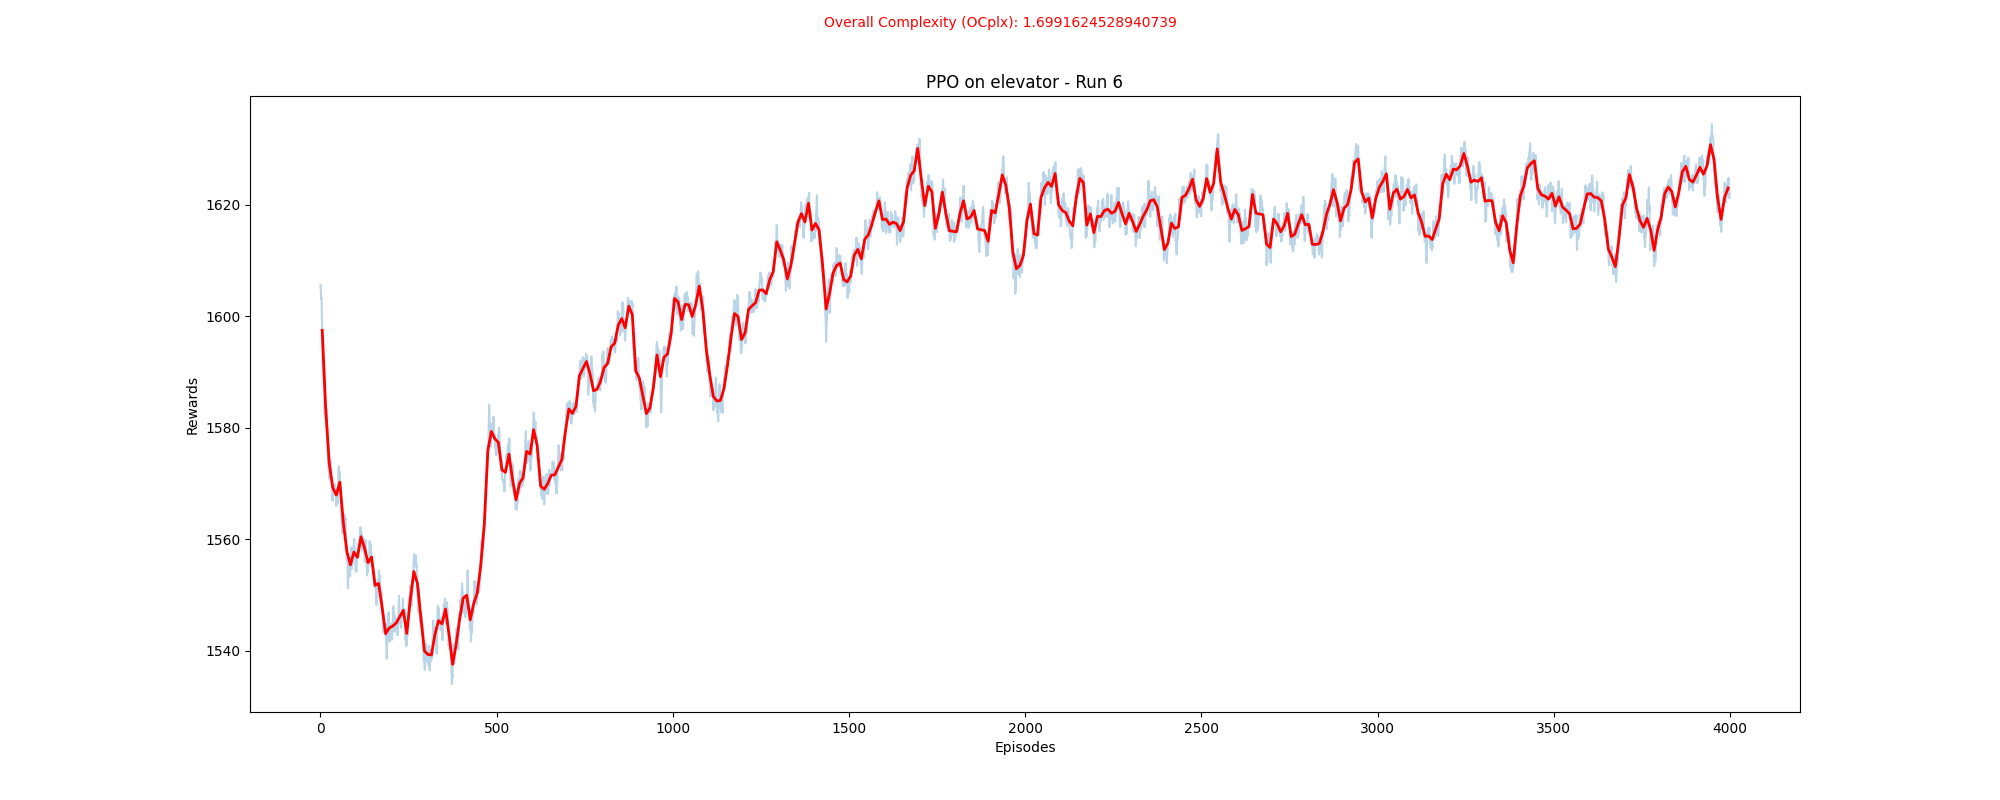 Overall Complexity (OCplx): 1.6991624528940739
PPO on elevator - Run 6
Rewards
1620
1600
1580
1560
1540
0 500 1000 1500 2000 2500 3000 3500 4000
Episodes